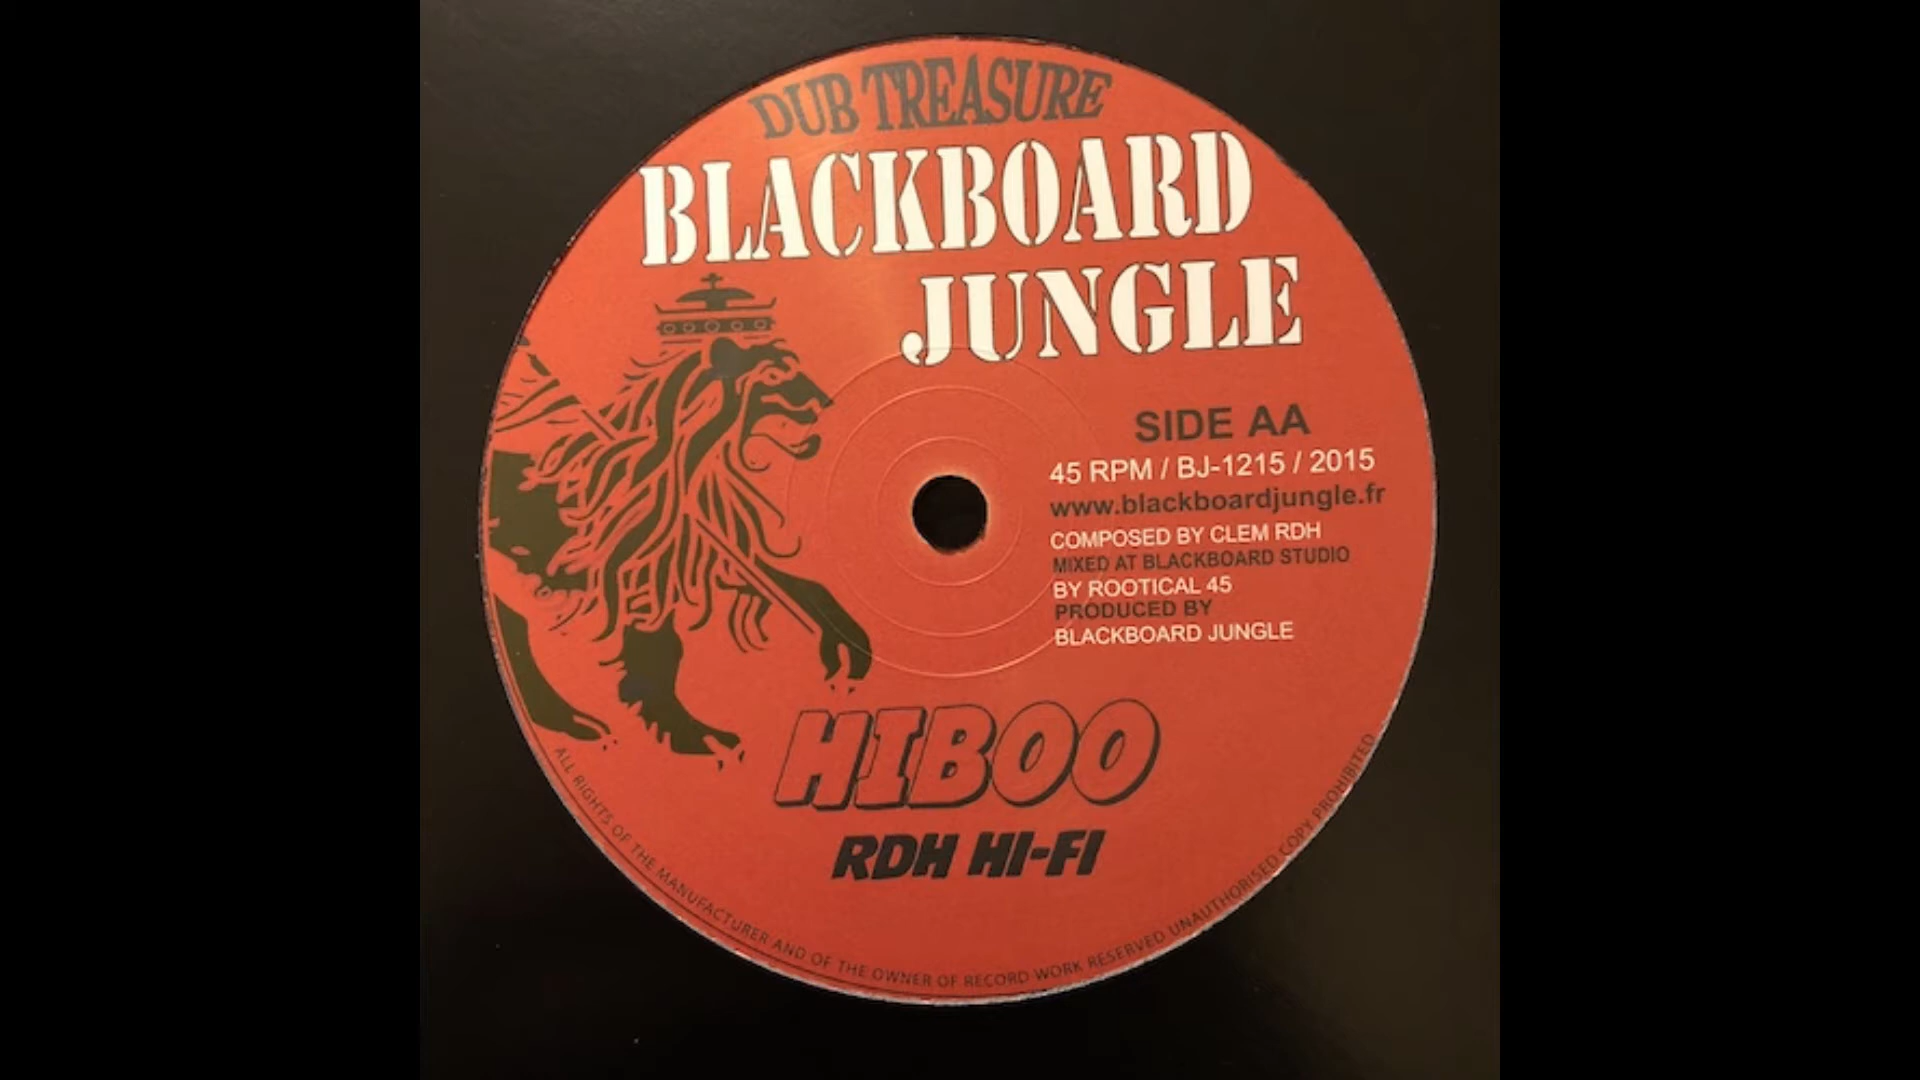 DUB TREASURE
BLACKBOARD
JUNGLE
SIDE AA
45 RPM / BJ-1215 / 2015
www.blackboardjungle.fr
COMPOSED BY CLEM RDH
MIXED AT BLACKBOARD STUDIO
BY ROOTICAL 45
PRODUCED BY
BLACKBOARD JUNGLE
HIBOO
RDH HI-FI
ALL RIGHTS OF THE MANUFACTURER AND OF THE OWNER OF RECORD WORK RESERVED UNAUTHORISED COPY PROHIBITED